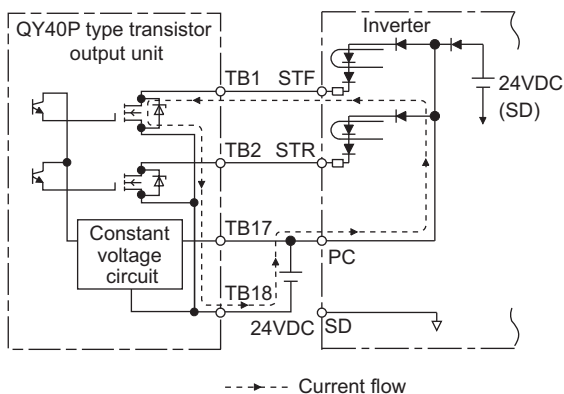 QY40P type transistor
output unit
Inverter
TB1 STF
24VDC
(SD)
TB2 STR
Constant
voltage
circuit
TB17
PC
TB18
24VDC SD
Current flow